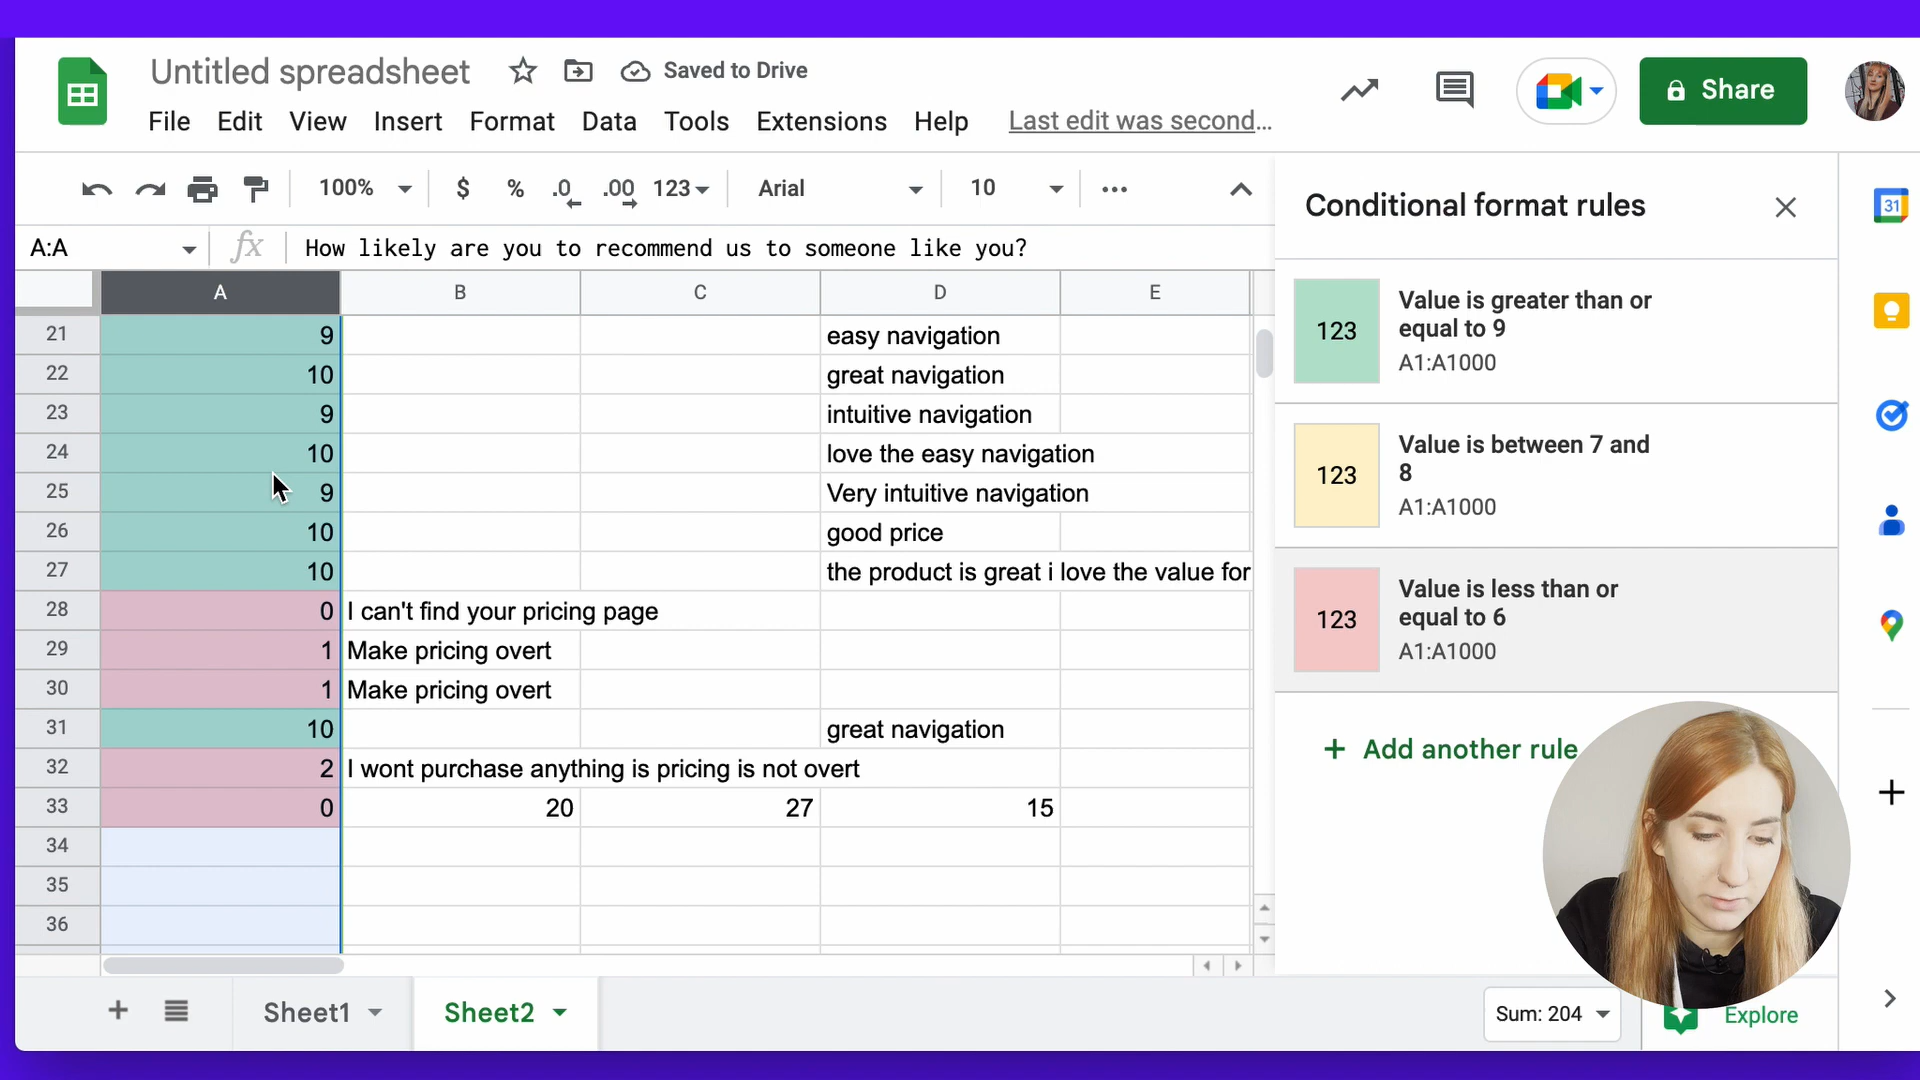 Untitled spreadsheet
Saved to Drive
File Edit View Insert Format Data Tools Extensions Help Last edit was second...
Share
100% $ % .0 .00 123 Arial 10 ...
A:A fx How likely are you to recommend us to someone like you?
A B C D E
21 9 easy navigation
22 10 great navigation
23 9 intuitive navigation
24 10 love the easy navigation
25 9 Very intuitive navigation
26 10 good price
27 10 the product is great i love the value for
28 0 I can't find your pricing page
29 1 Make pricing overt
30 1 Make pricing overt
31 10 great navigation
32 2 I wont purchase anything is pricing is not overt
33 0 20 27 15
34
35
36
Conditional format rules
123 Value is greater than or
equal to 9
A1:A1000
123 Value is between 7 and
8
A1:A1000
123 Value is less than or
equal to 6
A1:A1000
+ Add another rule
31
Sheet1 Sheet2
Sum: 204
Explore